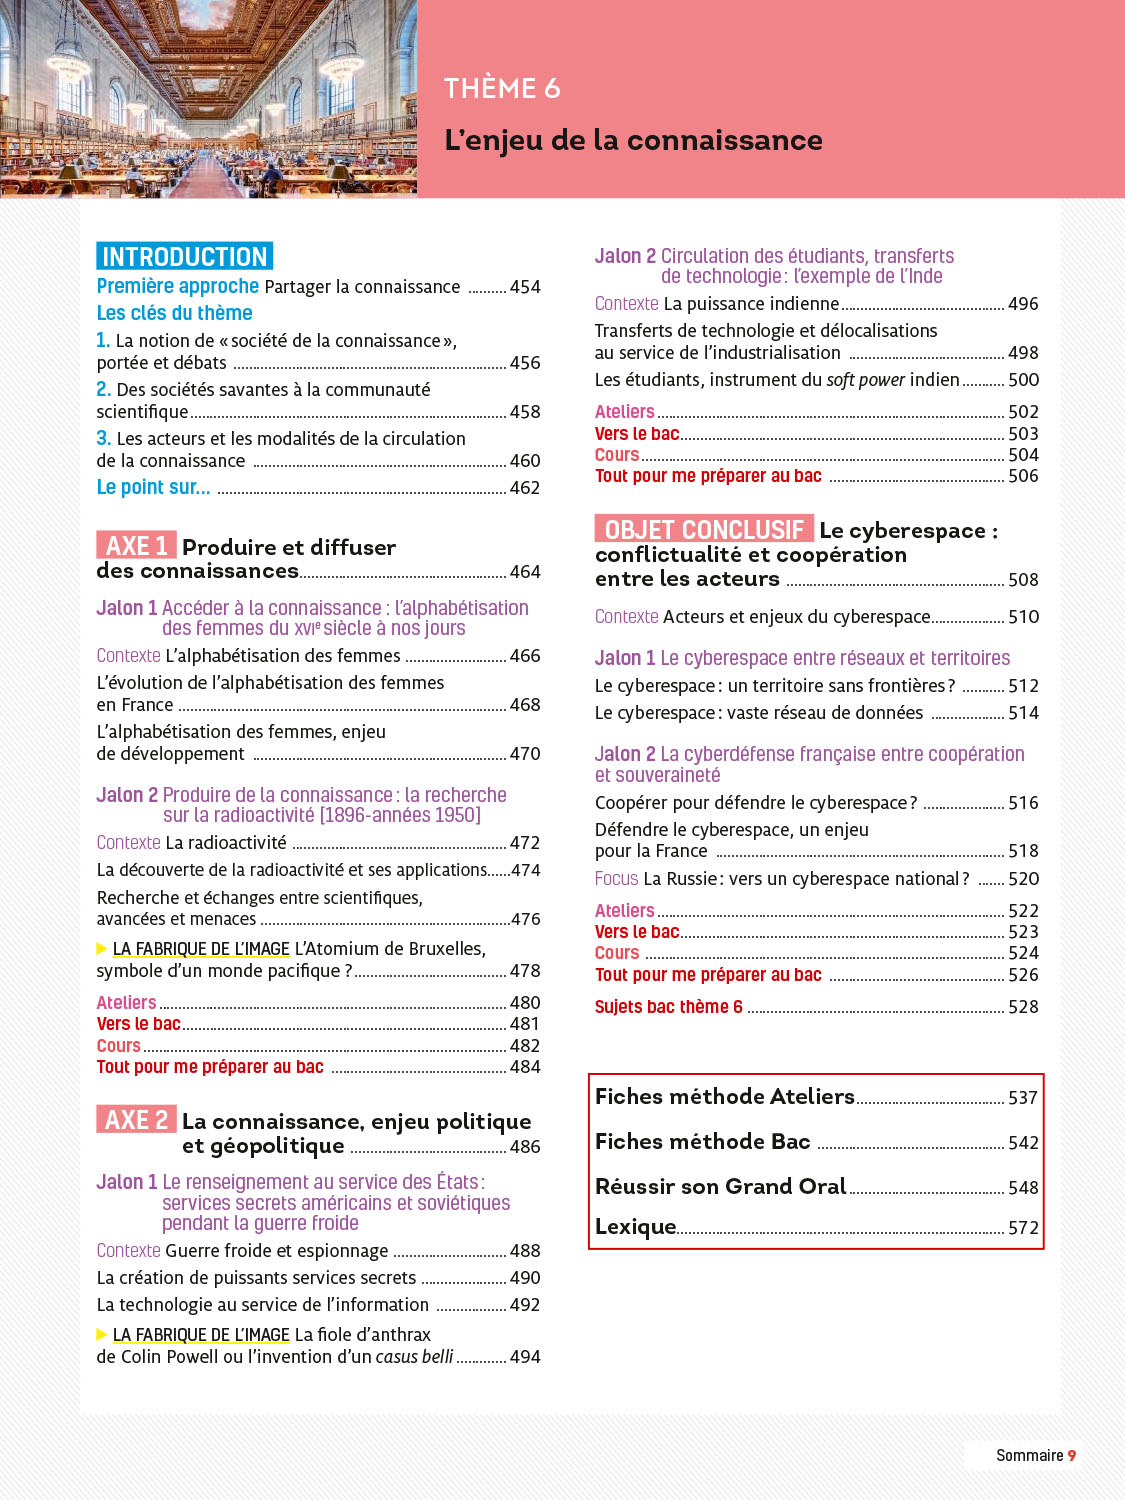 THÈME 6
L’enjeu de la connaissance
INTRODUCTION
Première approche Partager la connaissance .......... 454
Les clés du thème
1. La notion de « société de la connaissance »,
portée et débats .......... 456
2. Des sociétés savantes à la communauté
scientifique .......... 458
3. Les acteurs et les modalités de la circulation
de la connaissance .......... 460
Le point sur... .......... 462
AXE 1 Produire et diffuser
des connaissances .......... 464
Jalon 1 Accéder à la connaissance : l’alphabétisation
des femmes du XVIe siècle à nos jours
Contexte L’alphabétisation des femmes .......... 466
L’évolution de l’alphabétisation des femmes
en France .......... 468
L’alphabétisation des femmes, enjeu
de développement .......... 470
Jalon 2 Produire de la connaissance : la recherche
sur la radioactivité [1896-années 1950]
Contexte La radioactivité .......... 472
La découverte de la radioactivité et ses applications ...... 474
Recherche et échanges entre scientifiques,
avancées et menaces .......... 476
LA FABRIQUE DE L’IMAGE L’Atomium de Bruxelles,
symbole d’un monde pacifique ? .......... 478
Ateliers .......... 480
Vers le bac .......... 481
Cours .......... 482
Tout pour me préparer au bac .......... 484
AXE 2 La connaissance, enjeu politique
et géopolitique .......... 486
Jalon 1 Le renseignement au service des États :
services secrets américains et soviétiques
pendant la guerre froide
Contexte Guerre froide et espionnage .......... 488
La création de puissants services secrets .......... 490
La technologie au service de l’information .......... 492
LA FABRIQUE DE L’IMAGE La fiole d’anthrax
de Colin Powell ou l’invention d’un casus belli .......... 494
Jalon 2 Circulation des étudiants, transferts
de technologie : l’exemple de l’Inde
Contexte La puissance indienne .......... 496
Transferts de technologie et délocalisations
au service de l’industrialisation .......... 498
Les étudiants, instrument du soft power indien .......... 500
Ateliers .......... 502
Vers le bac .......... 503
Cours .......... 504
Tout pour me préparer au bac .......... 506
OBJET CONCLUSIF Le cyberespace :
conflictualité et coopération
entre les acteurs .......... 508
Contexte Acteurs et enjeux du cyberespace .......... 510
Jalon 1 Le cyberespace entre réseaux et territoires
Le cyberespace : un territoire sans frontières ? .......... 512
Le cyberespace : vaste réseau de données .......... 514
Jalon 2 La cyberdéfense française entre coopération
et souveraineté
Coopérer pour défendre le cyberespace ? .......... 516
Défendre le cyberespace, un enjeu
pour la France .......... 518
Focus La Russie : vers un cyberespace national ? ...... 520
Ateliers .......... 522
Vers le bac .......... 523
Cours .......... 524
Tout pour me préparer au bac .......... 526
Sujets bac thème 6 .......... 528
Fiches méthode Ateliers .......... 537
Fiches méthode Bac .......... 542
Réussir son Grand Oral .......... 548
Lexique .......... 572
Sommaire 9